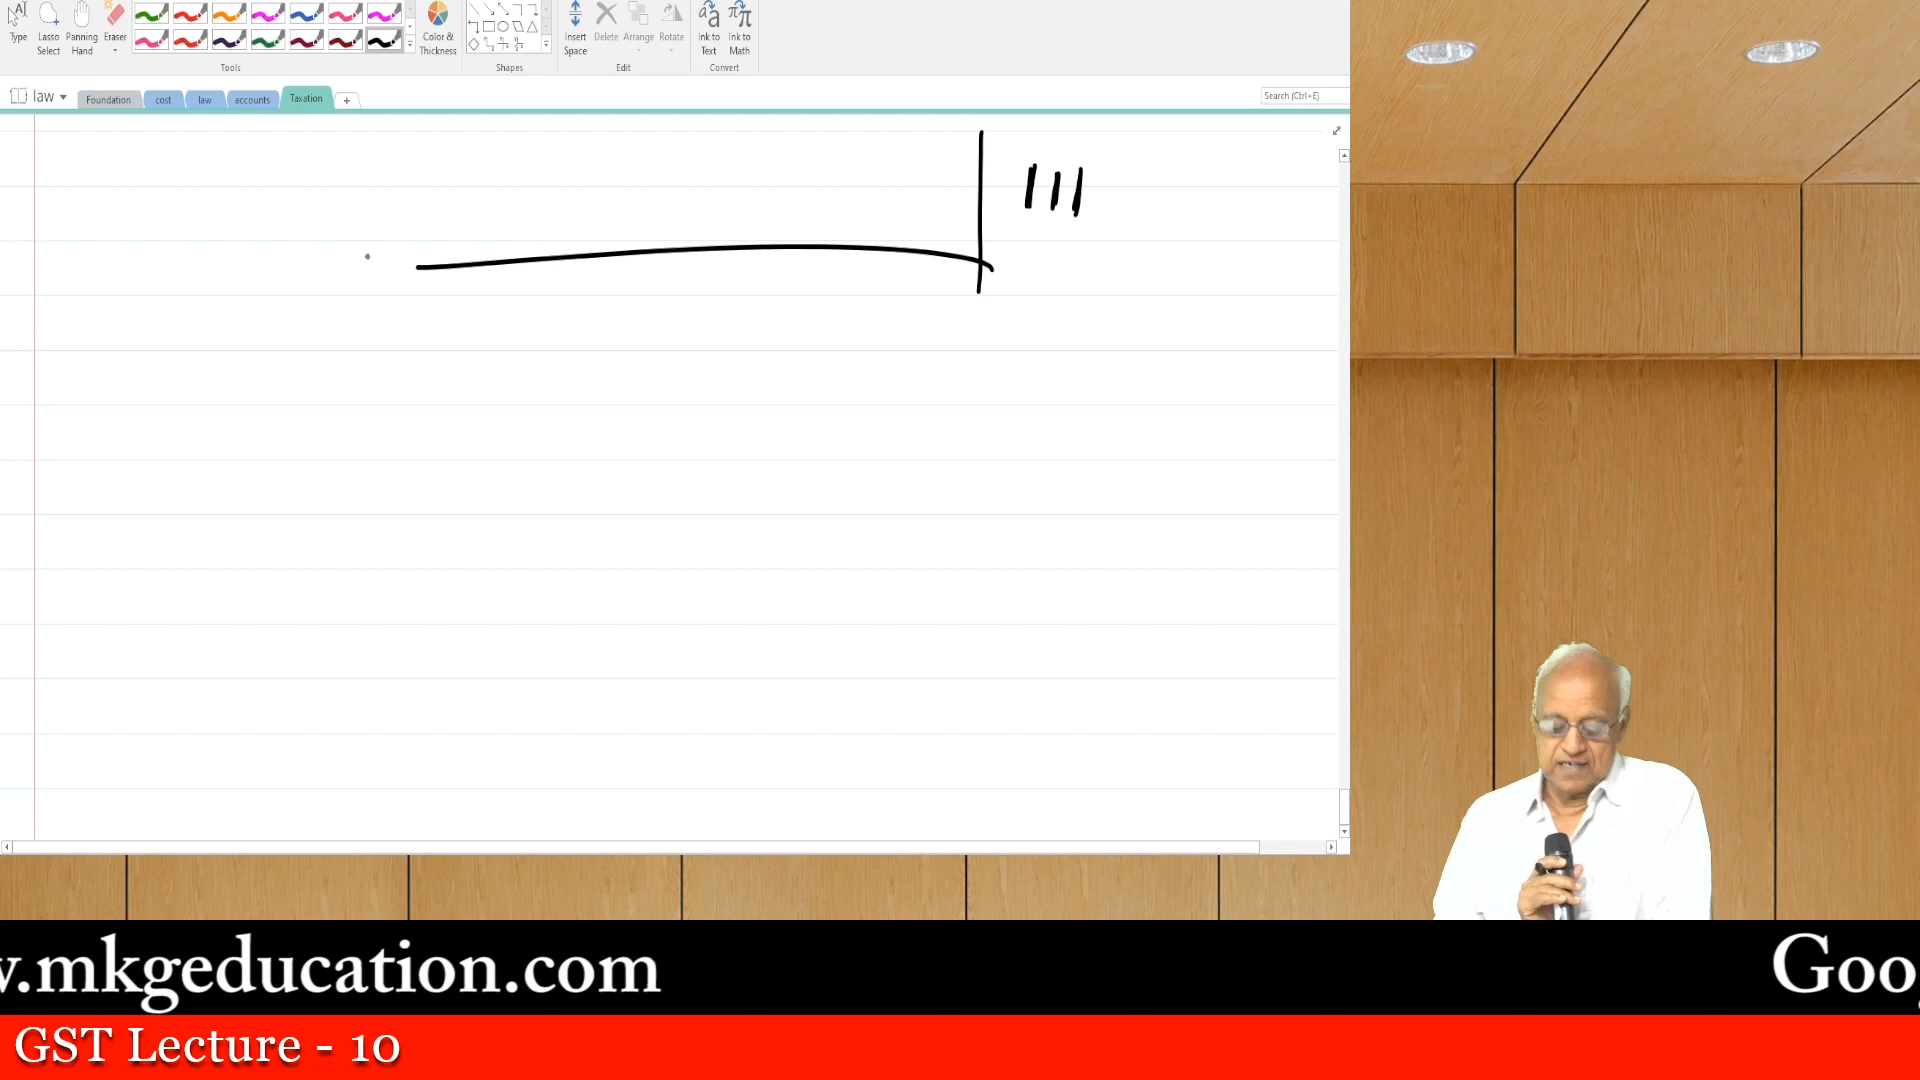 Type
Lasso Select
Panning Hand
Eraser
Color & Thickness
Insert Space
Delete
Arrange
Rotate
Ink to Text
Ink to Math
Tools
Shapes
Edit
Convert
law
Foundation
cost
law
accounts
Taxation
+
Search (Ctrl+E)
III
.mkgeducation.com
Goo
GST Lecture - 10